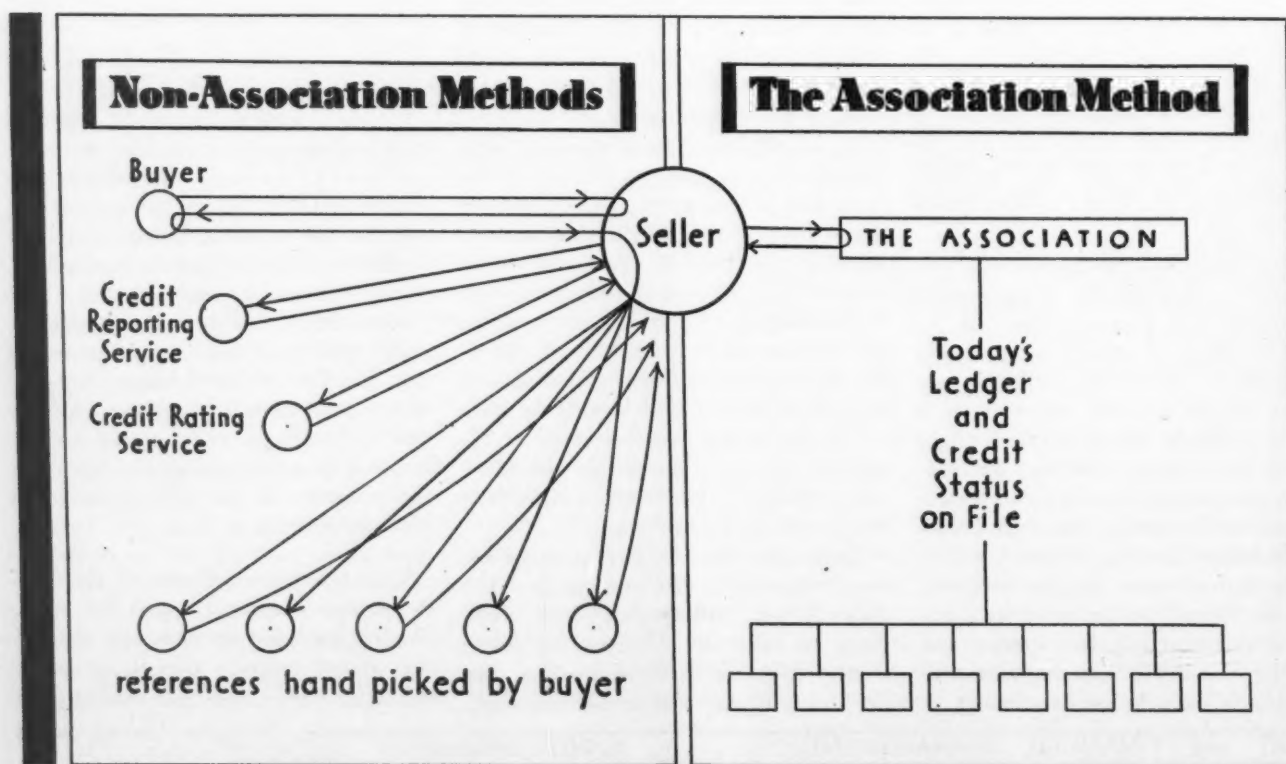 Non-Association Methods
Buyer
Seller
Credit
Reporting
Service
Credit Rating
Service
references hand picked by buyer
The Association Method
THE ASSOCIATION
Today's
Ledger
and
Credit
Status
on File